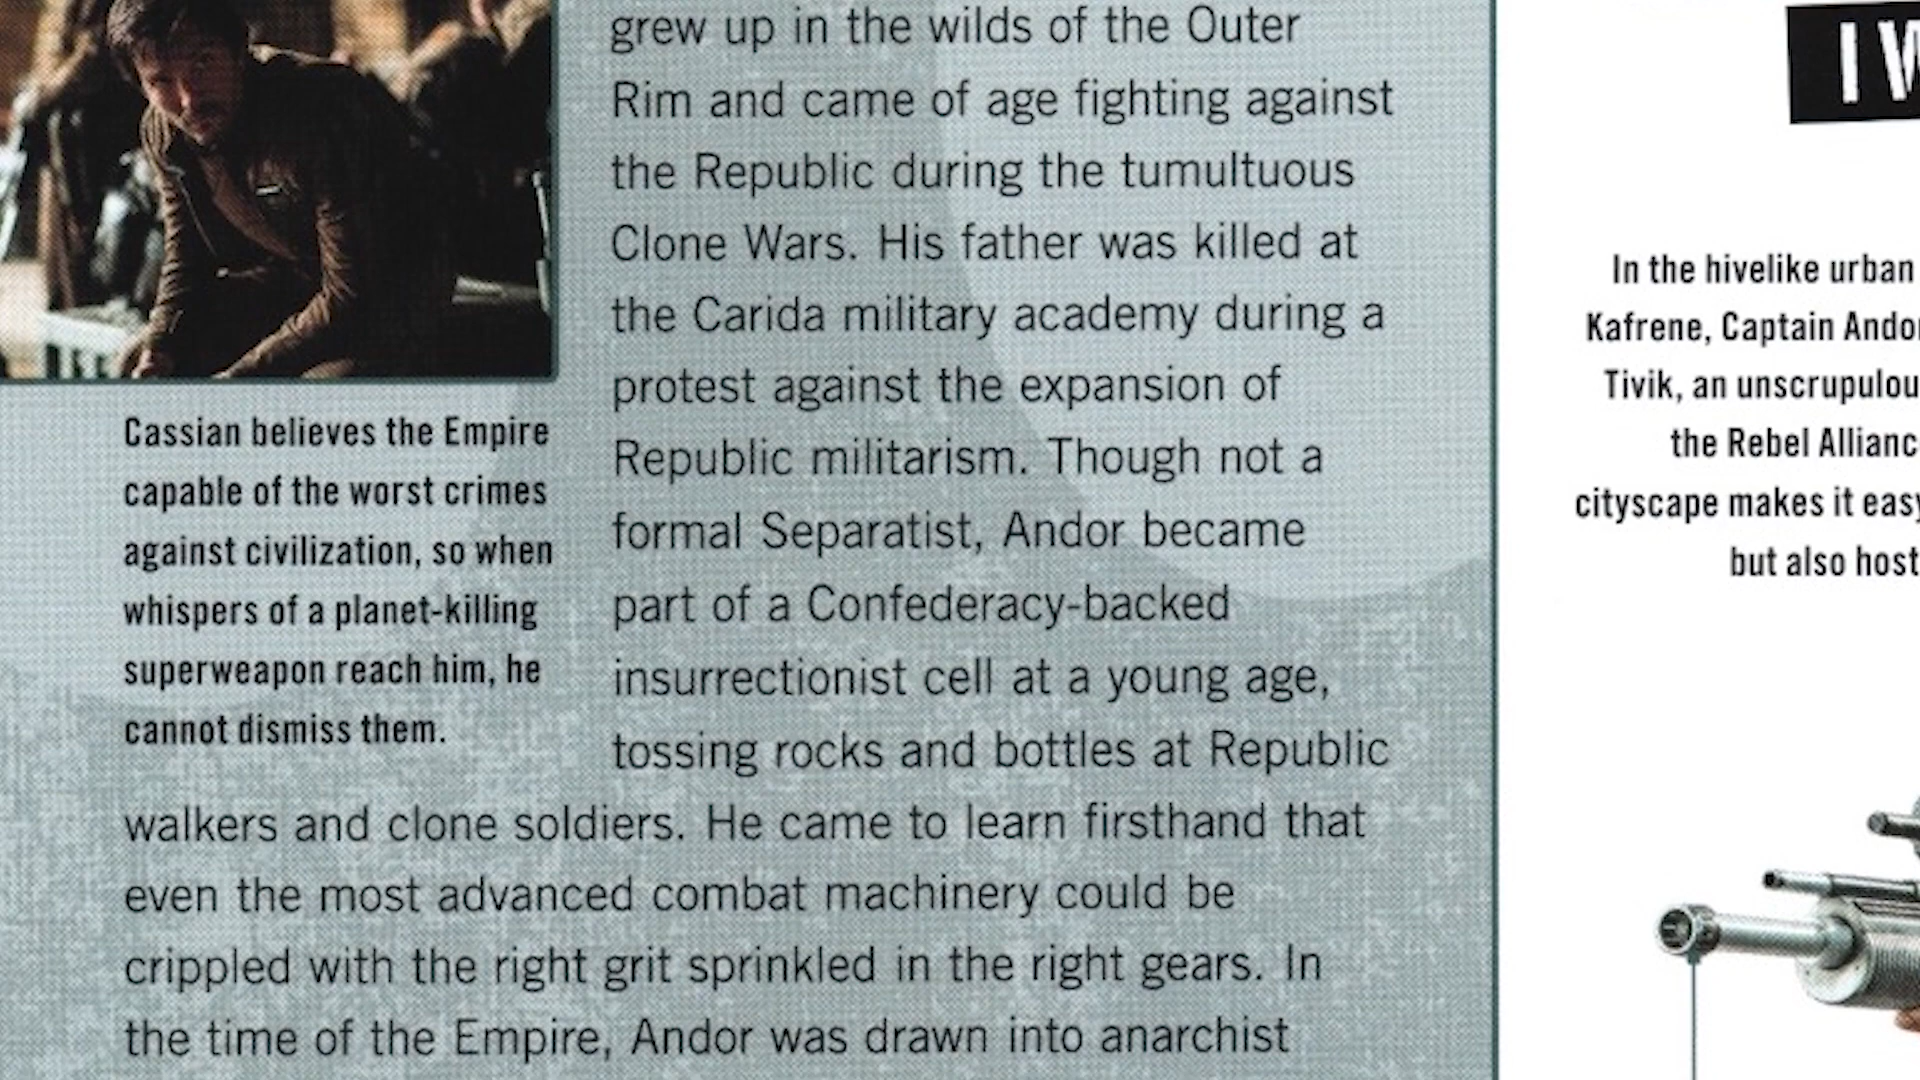 grew up in the wilds of the Outer
Rim and came of age fighting against
the Republic during the tumultuous
Clone Wars. His father was killed at
the Carida military academy during a
protest against the expansion of
Republic militarism. Though not a
formal Separatist, Andor became
part of a Confederacy-backed
insurrectionist cell at a young age,
tossing rocks and bottles at Republic
walkers and clone soldiers. He came to learn firsthand that
even the most advanced combat machinery could be
crippled with the right grit sprinkled in the right gears. In
the time of the Empire, Andor was drawn into anarchist
Cassian believes the Empire
capable of the worst crimes
against civilization, so when
whispers of a planet-killing
superweapon reach him, he
cannot dismiss them.
I
In the hivelike urban
Kafrene, Captain Andor
Tivik, an unscrupulou
the Rebel Allianc
cityscape makes it easy
but also host